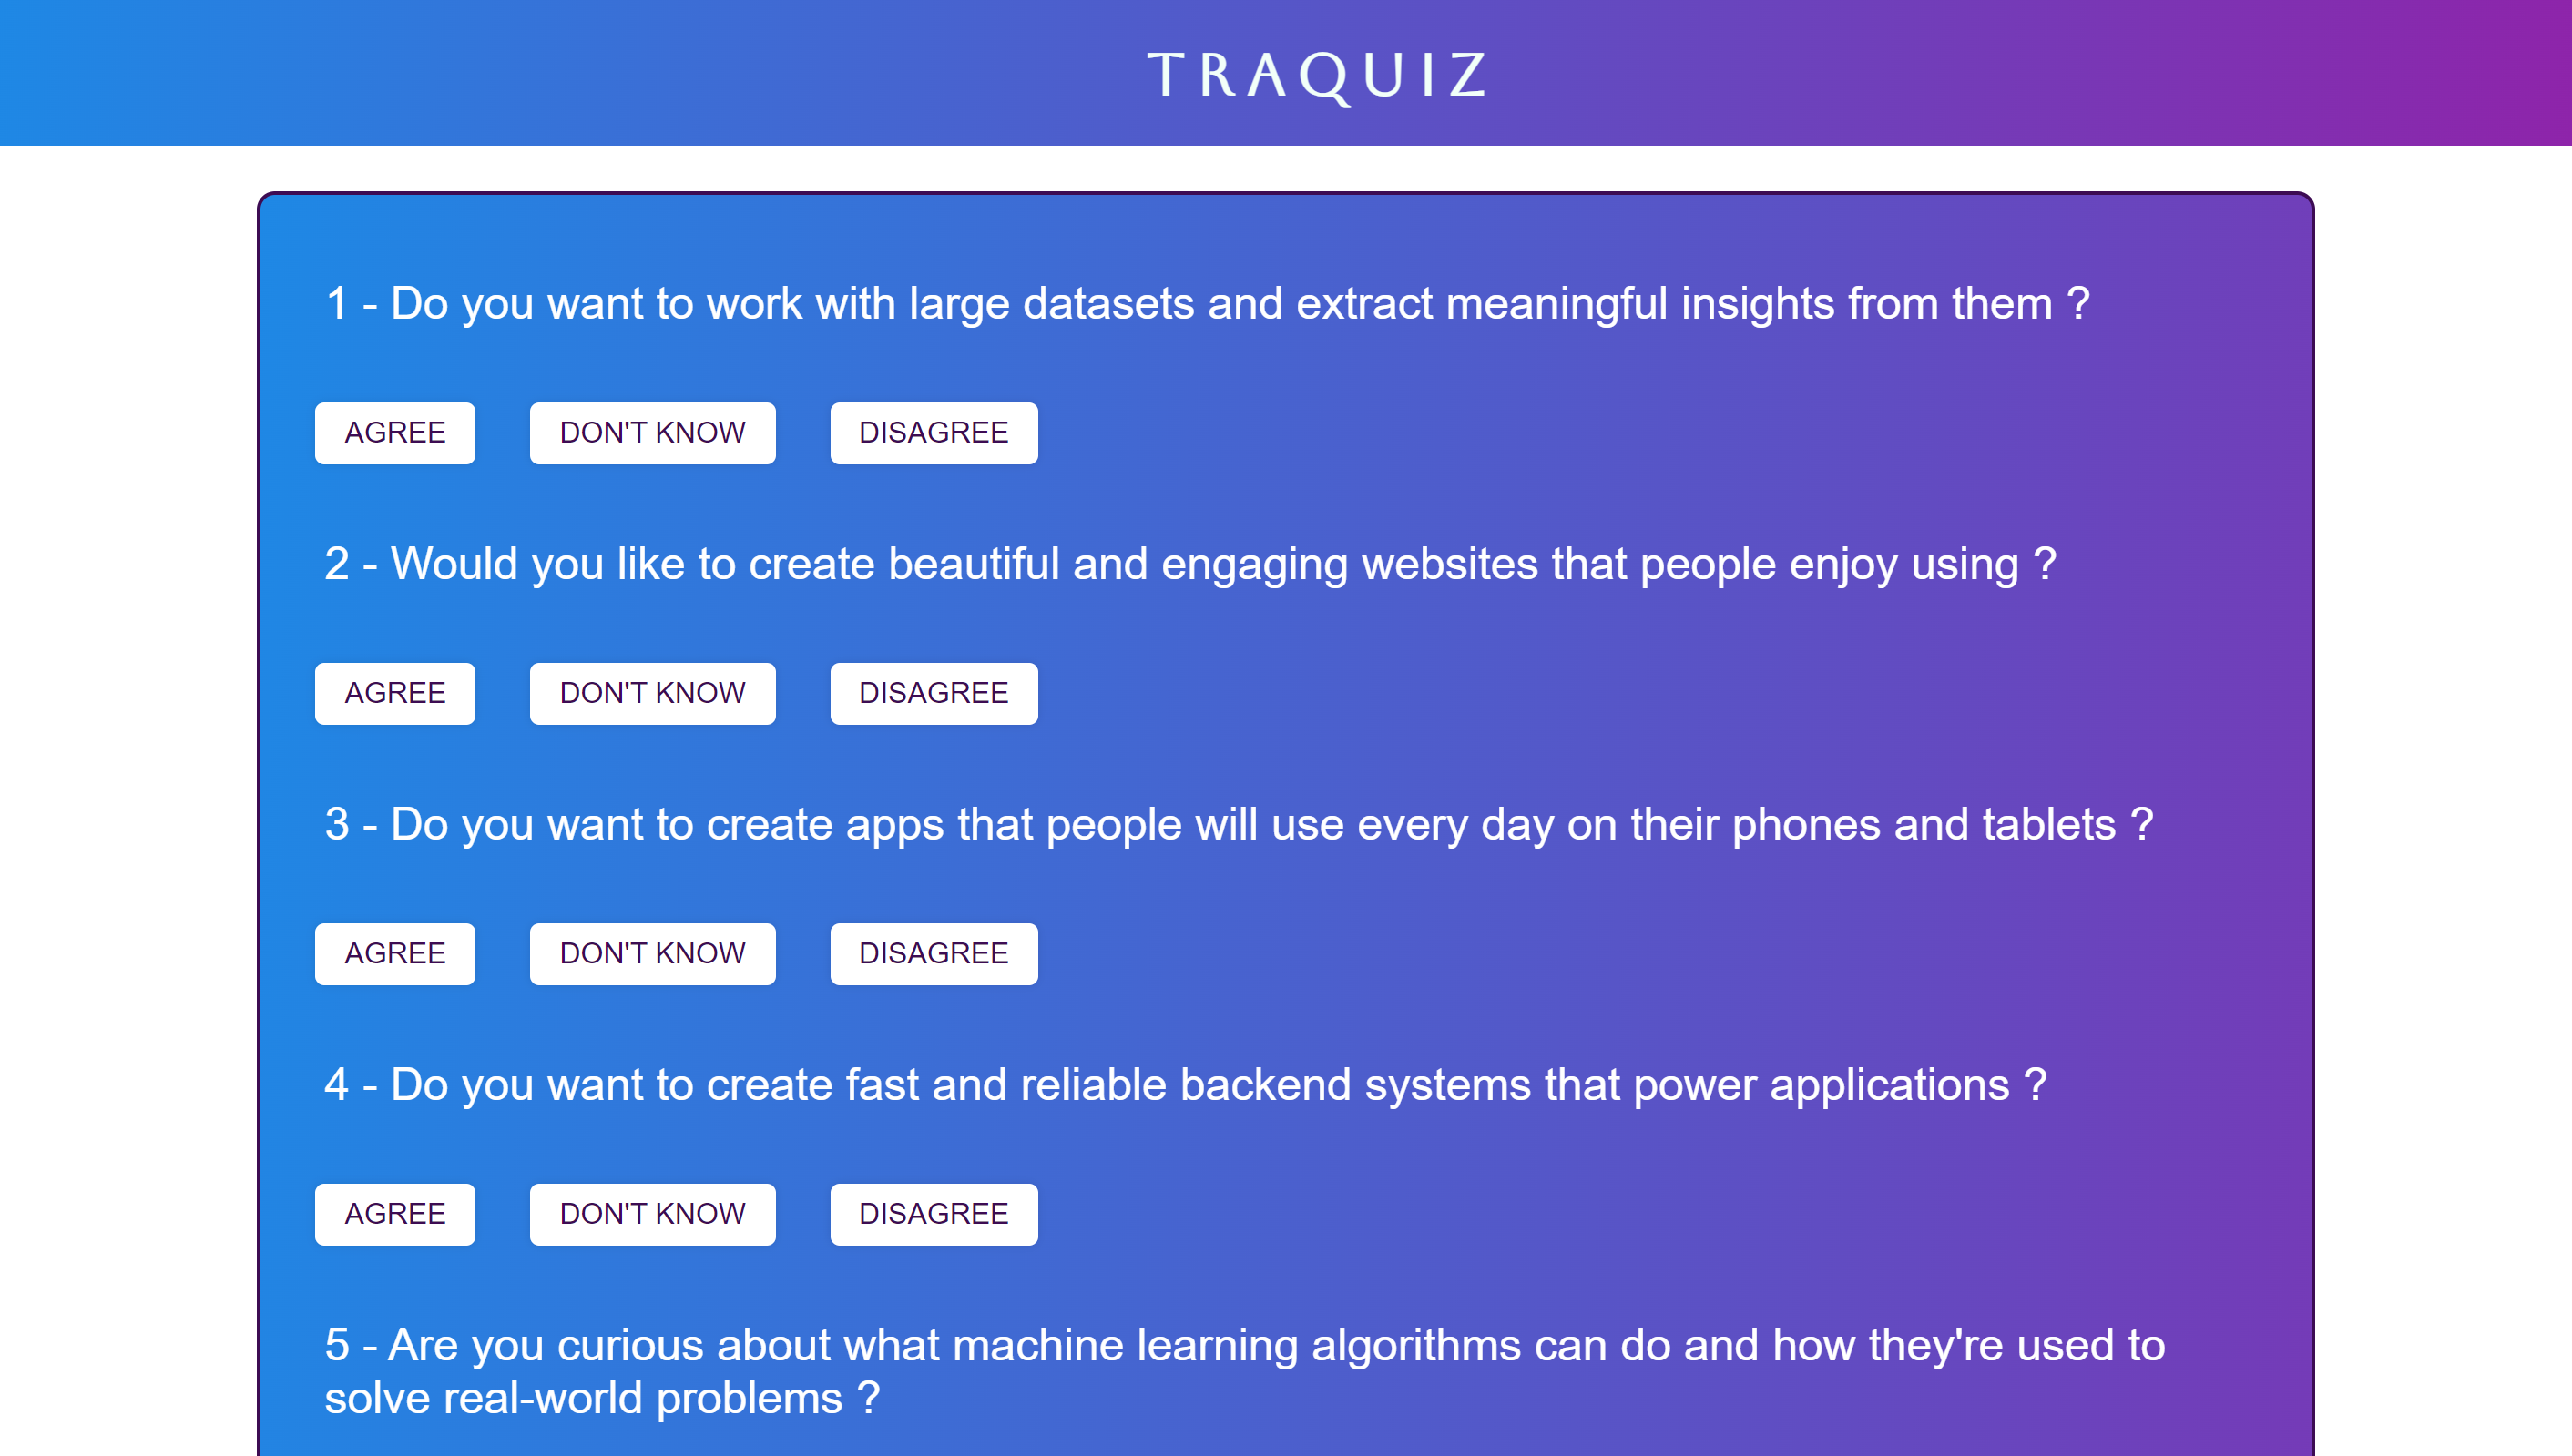 TRAQUIZ
1 - Do you want to work with large datasets and extract meaningful insights from them ?
AGREE DON'T KNOW DISAGREE
2 - Would you like to create beautiful and engaging websites that people enjoy using ?
AGREE DON'T KNOW DISAGREE
3 - Do you want to create apps that people will use every day on their phones and tablets ?
AGREE DON'T KNOW DISAGREE
4 - Do you want to create fast and reliable backend systems that power applications ?
AGREE DON'T KNOW DISAGREE
5 - Are you curious about what machine learning algorithms can do and how they're used to
solve real-world problems ?